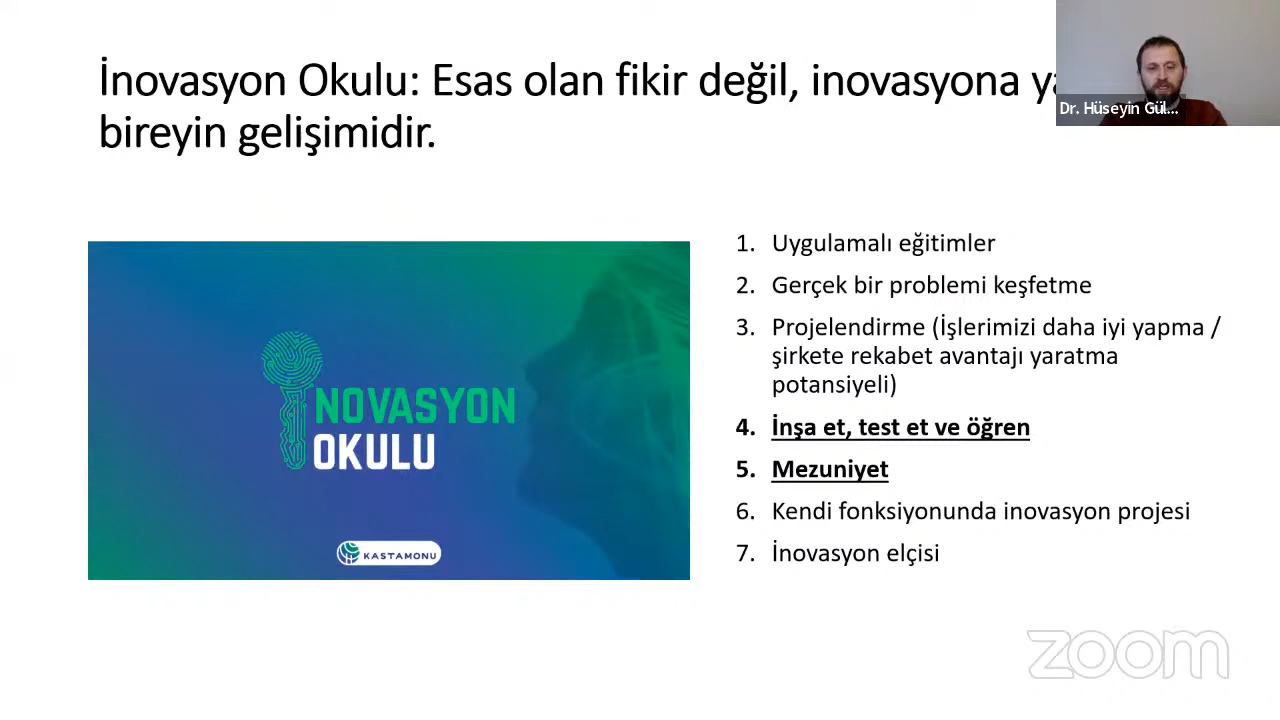 İnovasyon Okulu: Esas olan fikir değil, inovasyona
bireyin gelişimidir.
Dr. Hüseyin Gül...
1. Uygulamalı eğitimler
2. Gerçek bir problemi keşfetme
3. Projelendirme (İşlerimizi daha iyi yapma /
şirkete rekabet avantajı yaratma
potansiyeli)
4. İnşa et, test et ve öğren
5. Mezuniyet
6. Kendi fonksiyonunda inovasyon projesi
7. İnovasyon elçisi
İNOVASYON
OKULU
KASTAMONU
zoom